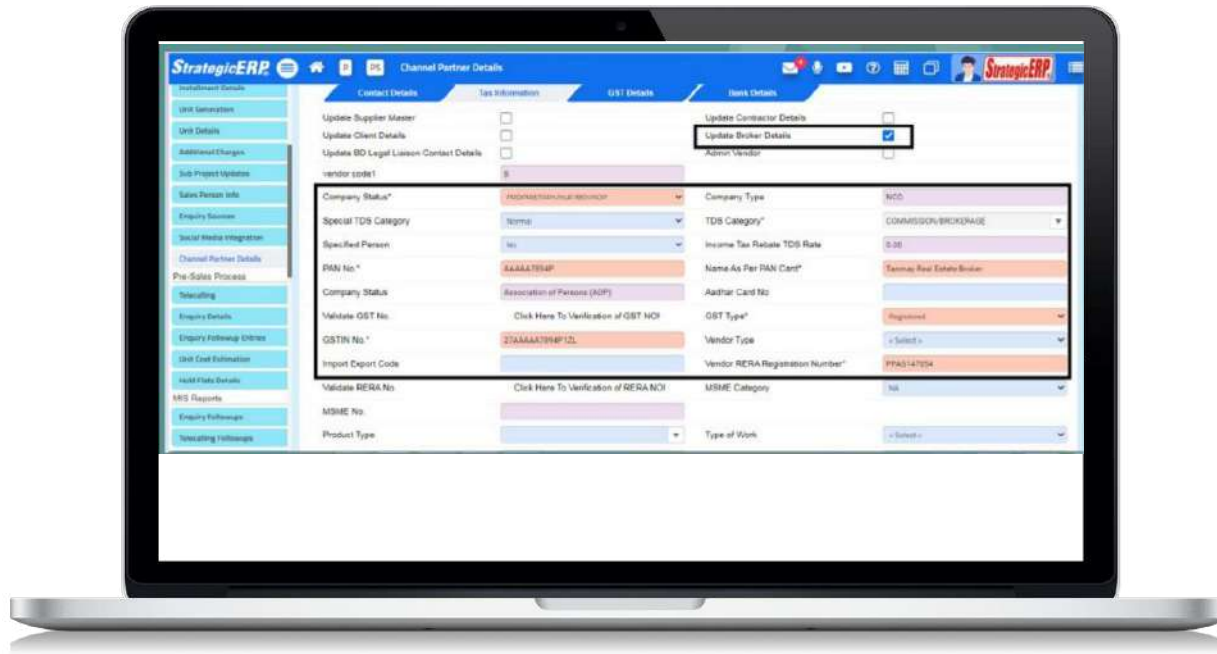 StrategicERP P PS Channel Partner Details 4 StrategicERP
Installment Details
Unit Generation
Unit Details
Additional Charges
Sub Project Updates
Sales Person Info
Enquiry Sources
Social Media Integration
Channel Partner Details
Pre-Sales Process
Telecalling
Enquiry Details
Enquiry Followup Entries
Unit Cost Estimation
Hold Flats Details
MIS Reports
Enquiry Followups
Telecalling Followups
Contact Details Tax Information GST Details Bank Details
Update Supplier Master Update Contractor Details
Update Client Details Update Broker Details
Update BD Legal Liaison Contact Details Admin Vendor
vendor code1 B
Company Status* Company Type NCD
Special TDS Category Normal TDS Category* COMMISSION/BROKERAGE
Specified Person Income Tax Rebate TDS Rate 0.00
PAN No.* AAAAA7894P Name As Per PAN Card* Tanmay Real Estate Broker
Company Status Association of Persons (AOP) Aadhar Card No
Validate GST No. Click Here To Verification of GST NO! GST Type* Registered
GSTIN No.* 27AAAAA7894P1ZL Vendor Type < Select >
Import Export Code Vendor RERA Registration Number*
Validate RERA No. Click Here To Verification of RERA NO! MSME Category NA
MSME No.
Product Type Type of Work < Select >